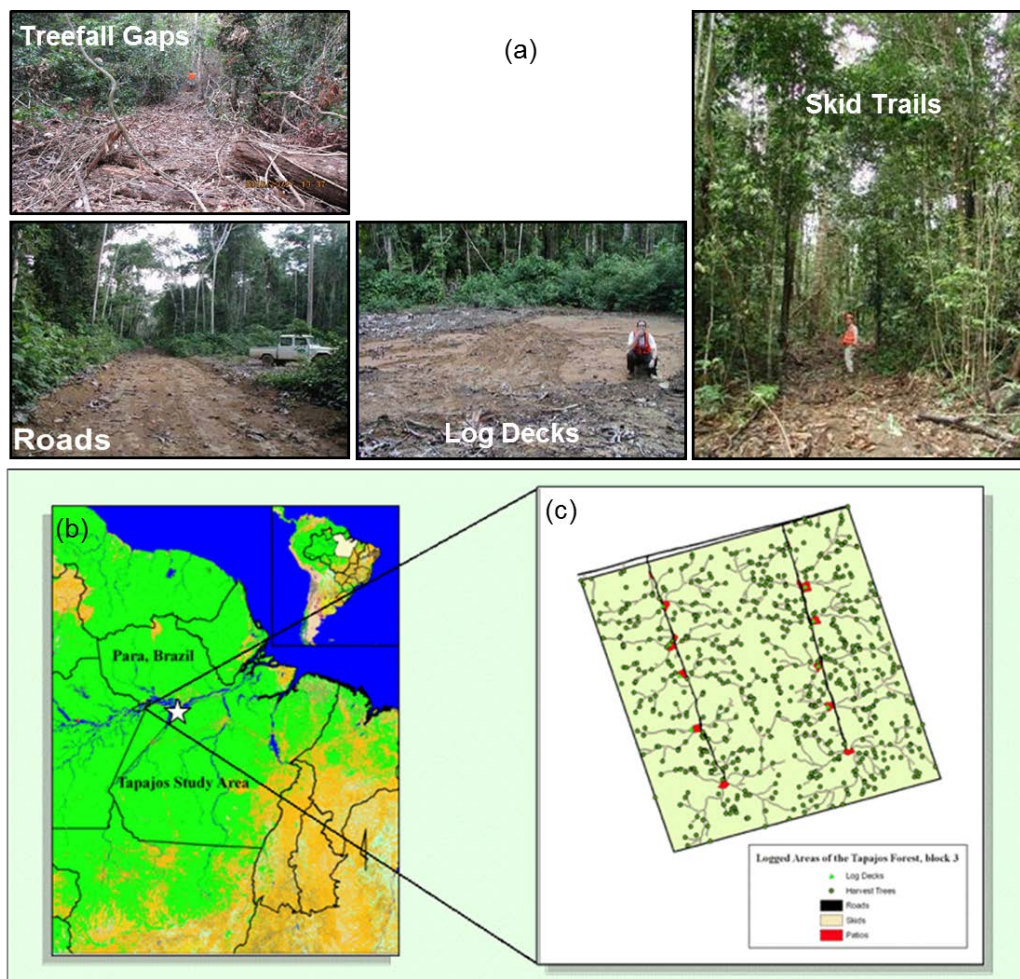 Treefall Gaps
(a)
Skid Trails
Roads
Log Decks
(b)
Para, Brazil
Tapajos Study Area
(c)
Logged Areas of the Tapajos Forest, block 3
Log Decks
Harvest Trees
Roads
Skids
Patios